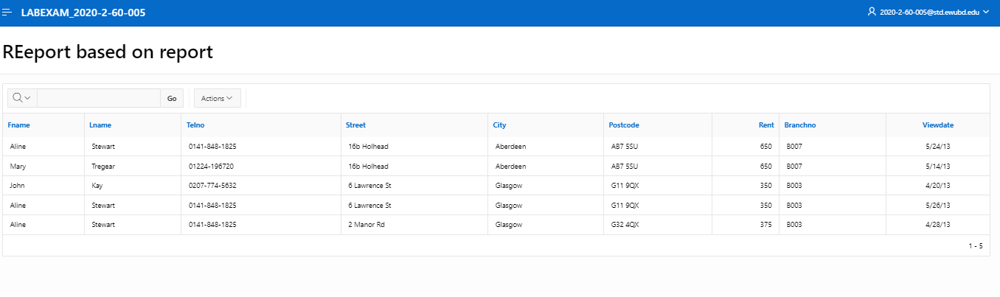 LABEXAM_2020-2-60-005 2020-2-60-005@std.ewubd.edu
REeport based on report
Go Actions
Fname Lname Telno Street City Postcode Rent Branchno Viewdate
Aline Stewart 0141-848-1825 16b Holhead Aberdeen AB7 5SU 650 B007 5/24/13
Mary Tregear 01224-196720 16b Holhead Aberdeen AB7 5SU 650 B007 5/14/13
John Kay 0207-774-5632 6 Lawrence St Glasgow G11 9QX 350 B003 4/20/13
Aline Stewart 0141-848-1825 6 Lawrence St Glasgow G11 9QX 350 B003 5/26/13
Aline Stewart 0141-848-1825 2 Manor Rd Glasgow G32 4QX 375 B003 4/28/13
1 - 5